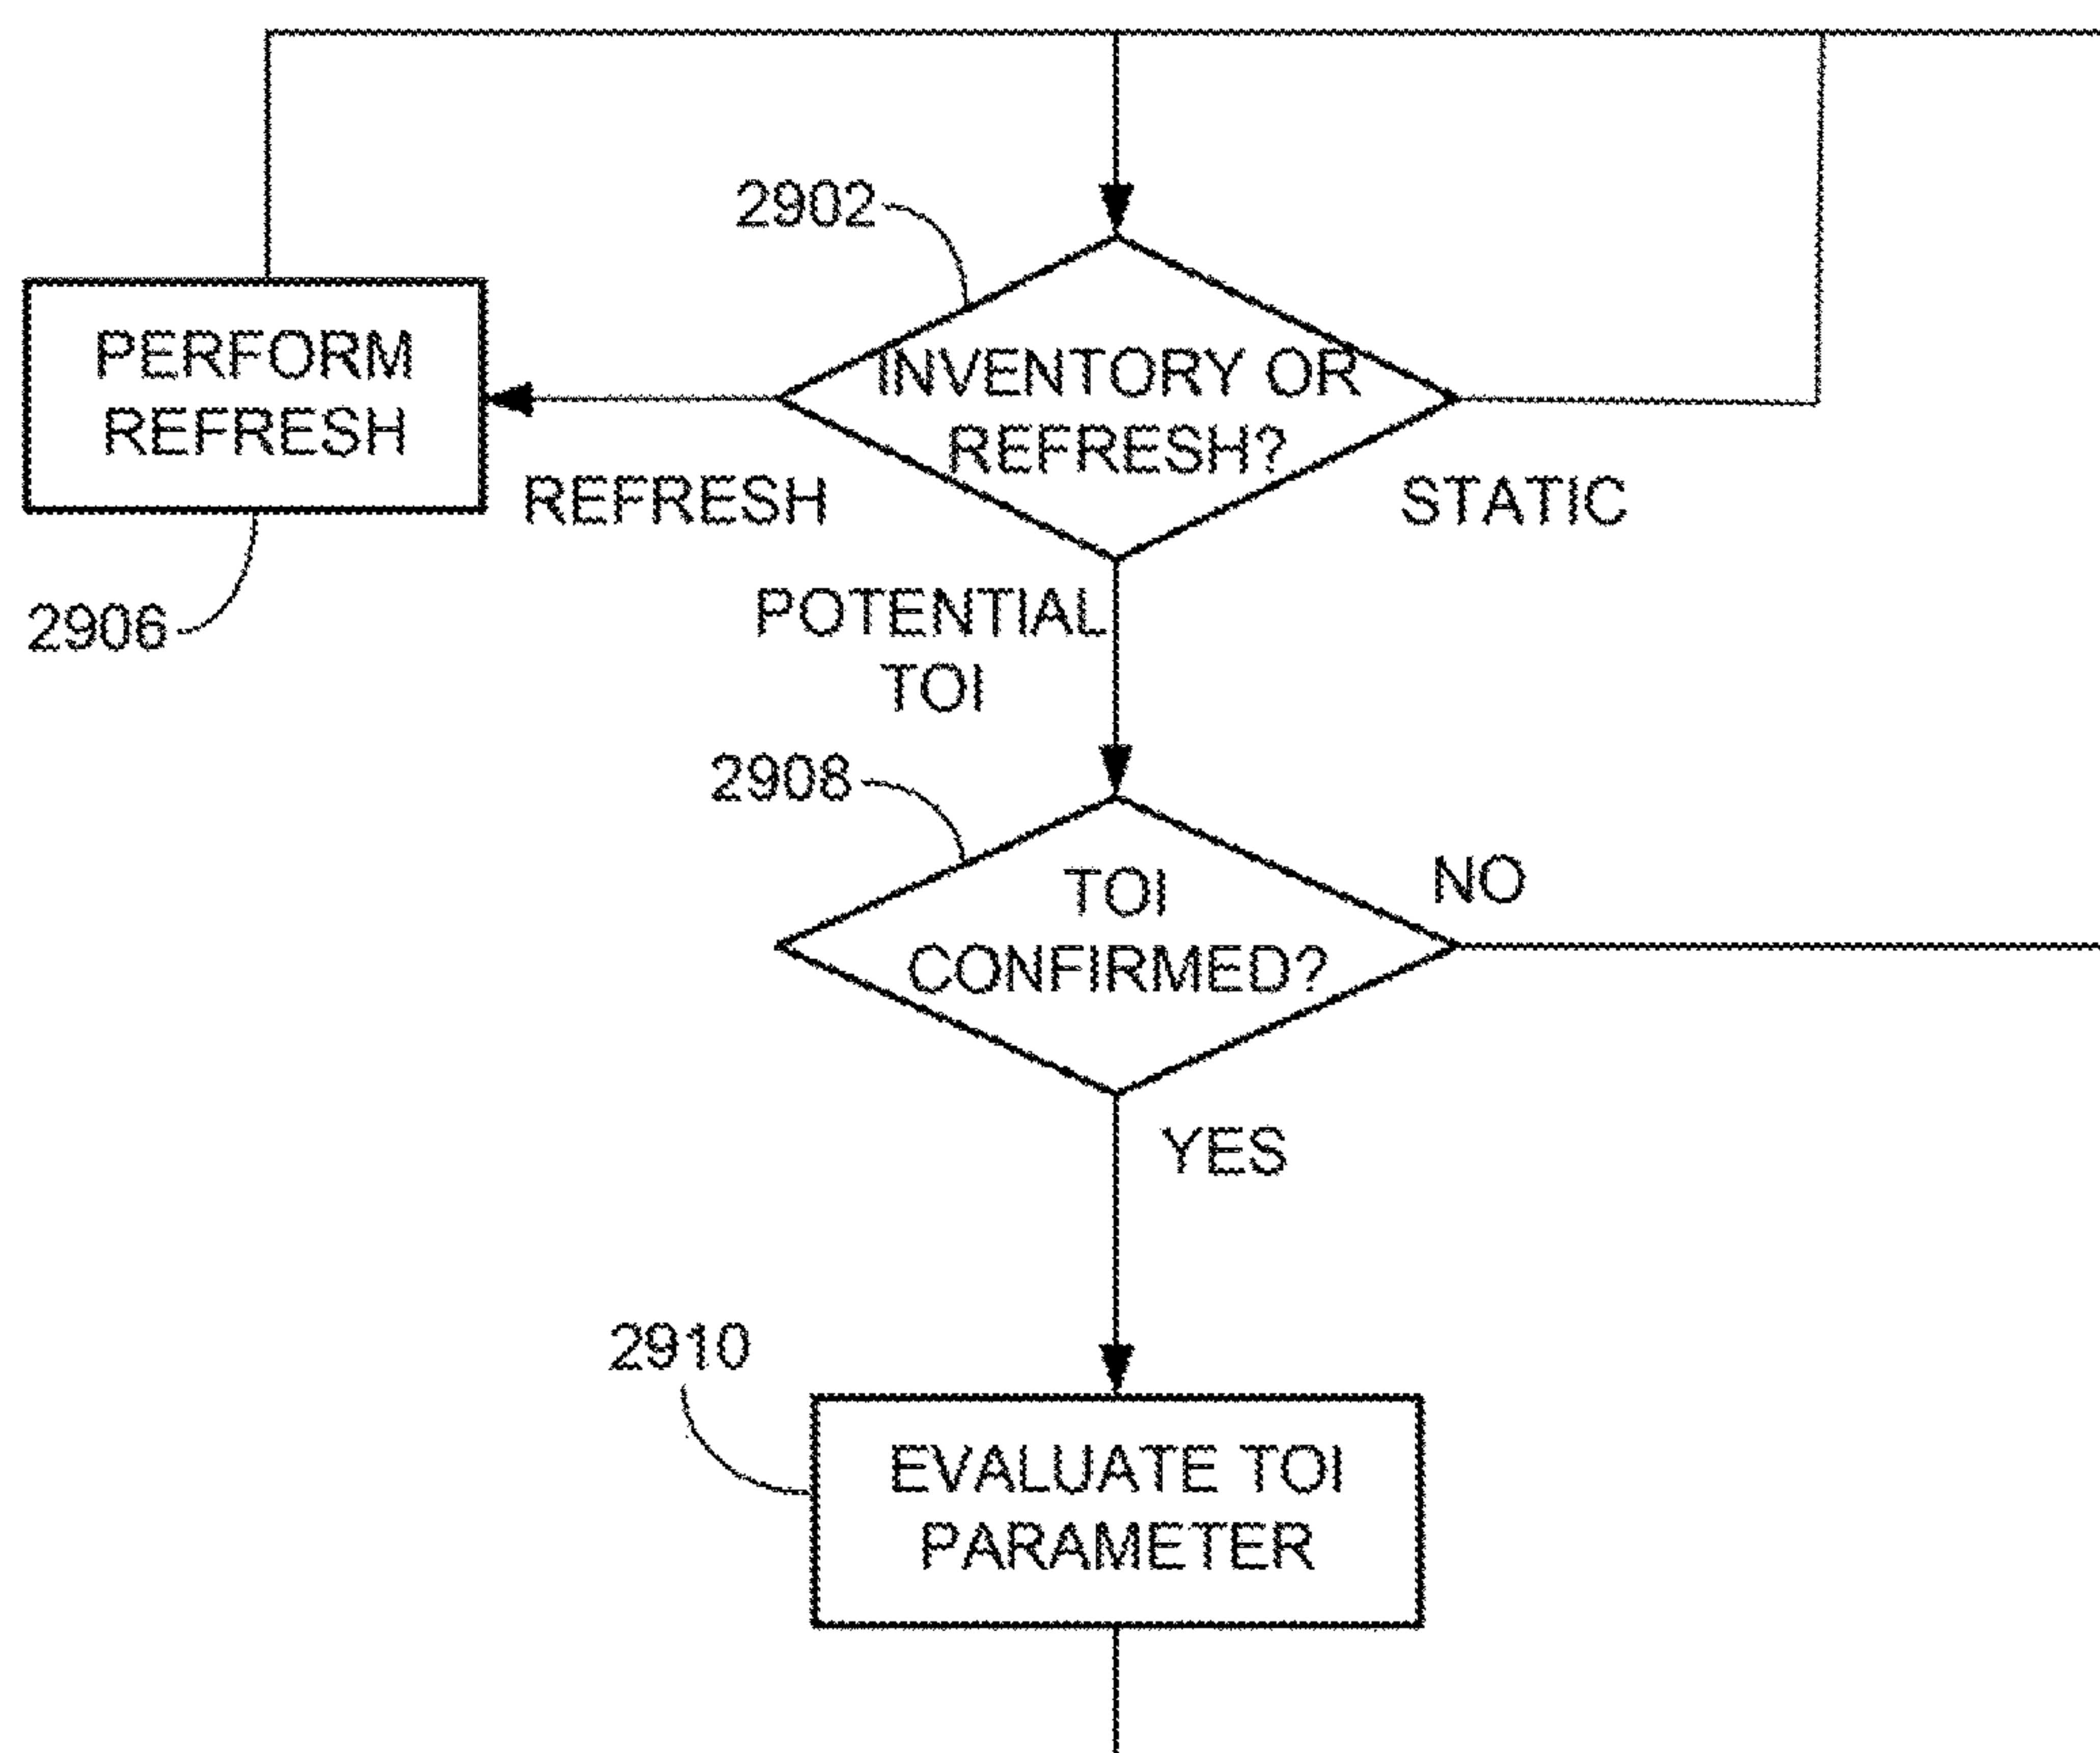 2902
PERFORM
REFRESH
INVENTORY OR
REFRESH?
REFRESH
STATIC
2906
POTENTIAL
TOI
2908
TOI
CONFIRMED?
NO
YES
2910
EVALUATE TOI
PARAMETER